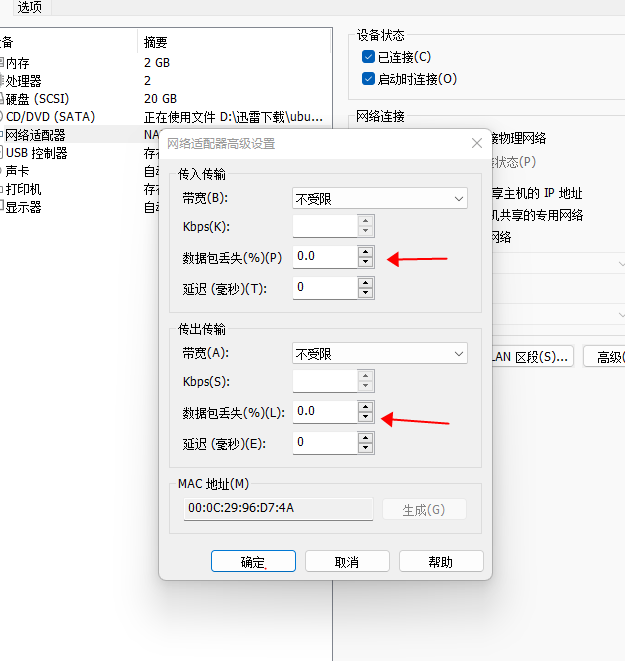 选项
备 摘要
内存 2 GB
处理器 2
硬盘 (SCSI) 20 GB
CD/DVD (SATA) 正在使用文件 D:\迅雷下载\ubu...
网络适配器 NA
USB 控制器 存
声卡 自
打印机 存
显示器 自
设备状态
已连接(C)
启动时连接(O)
网络连接
接物理网络
状态(P)
享主机的 IP 地址
机共享的专用网络
网络
LAN 区段(S)... 高级(
网络适配器高级设置
传入传输
带宽(B): 不受限
Kbps(K):
数据包丢失(%)(P) 0.0
延迟 (毫秒)(T): 0
传出传输
带宽(A): 不受限
Kbps(S):
数据包丢失(%)(L): 0.0
延迟 (毫秒)(E): 0
MAC 地址(M)
00:0C:29:96:D7:4A 生成(G)
确定 取消 帮助